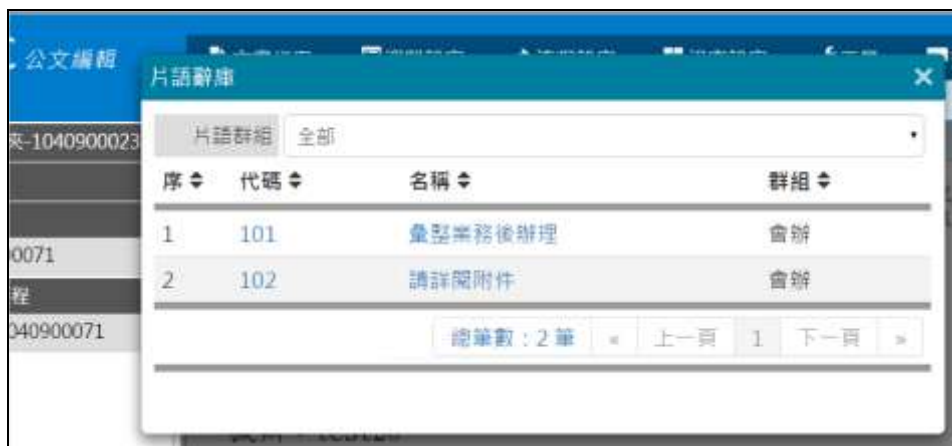 公文編輯
片語辭庫
來-1040900023
片語群組 全部
序 代碼 名稱 群組
1 101 彙整業務後辦理 會辦
0071
2 102 請詳閱附件 會辦
程
040900071
總筆數：2 筆 « 上一頁 1 下一頁 »